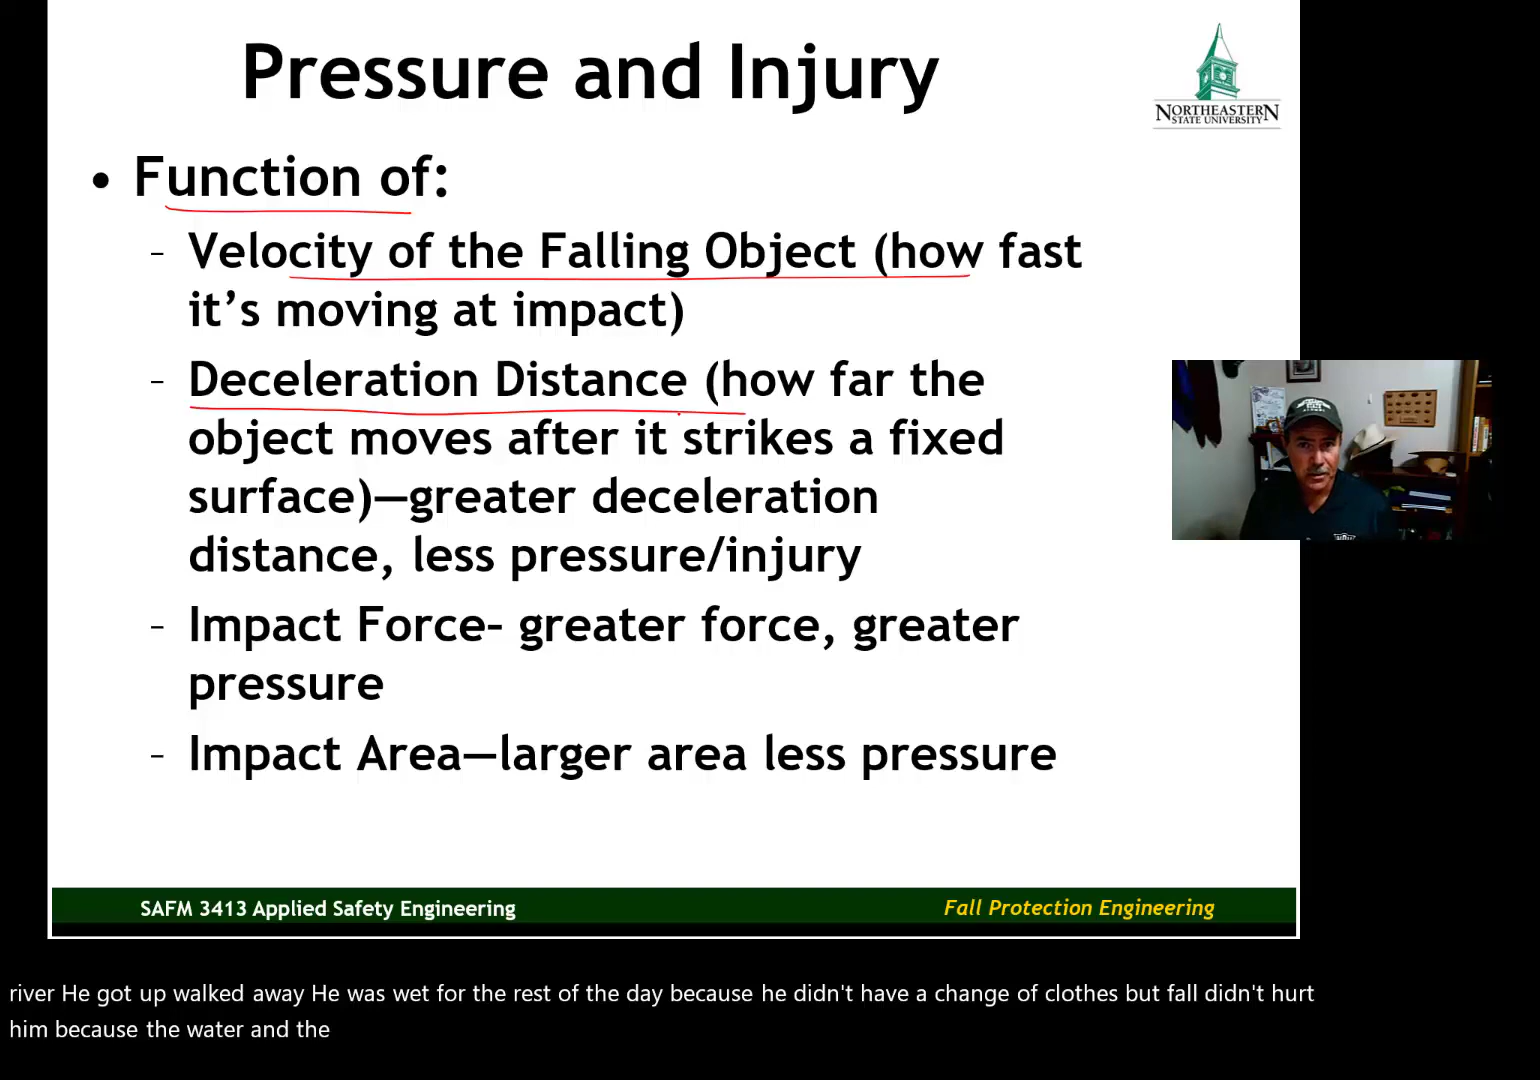 Pressure and Injury
NORTHEASTERN
STATE UNIVERSITY
• Function of:
– Velocity of the Falling Object (how fast
it’s moving at impact)
– Deceleration Distance (how far the
object moves after it strikes a fixed
surface)—greater deceleration
distance, less pressure/injury
– Impact Force– greater force, greater
pressure
– Impact Area—larger area less pressure
SAFM 3413 Applied Safety Engineering
Fall Protection Engineering
river He got up walked away He was wet for the rest of the day because he didn't have a change of clothes but fall didn't hurt
him because the water and the